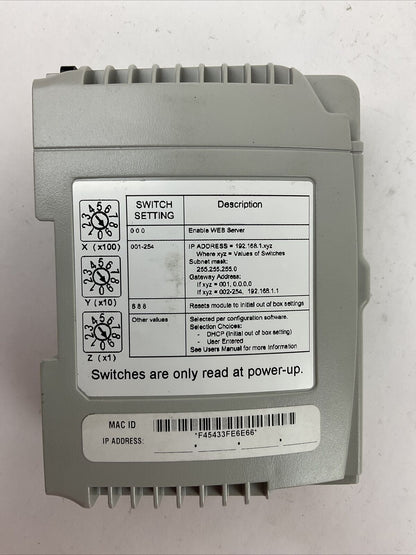 SWITCH SETTING Description
0 0 0 Enable WEB Server
001-254 IP ADDRESS = 192.168.1.xyz
Where xyz = Values of Switches
Subnet mask:
255.255.255.0
Gateway Address:
If xyz = 001; 0.0.0.0
If xyz = 002-254, 192.168.1.1
8 8 8 Resets module to initial out of box settings
Other values Selected per configuration software.
Selection Choices:
- DHCP (Initial out of box setting)
- User Entered
See Users Manual for more information
X (x100)
Y (x10)
Z (x1)
Switches are only read at power-up.
MAC ID
*F45433FE6E66*
IP ADDRESS: